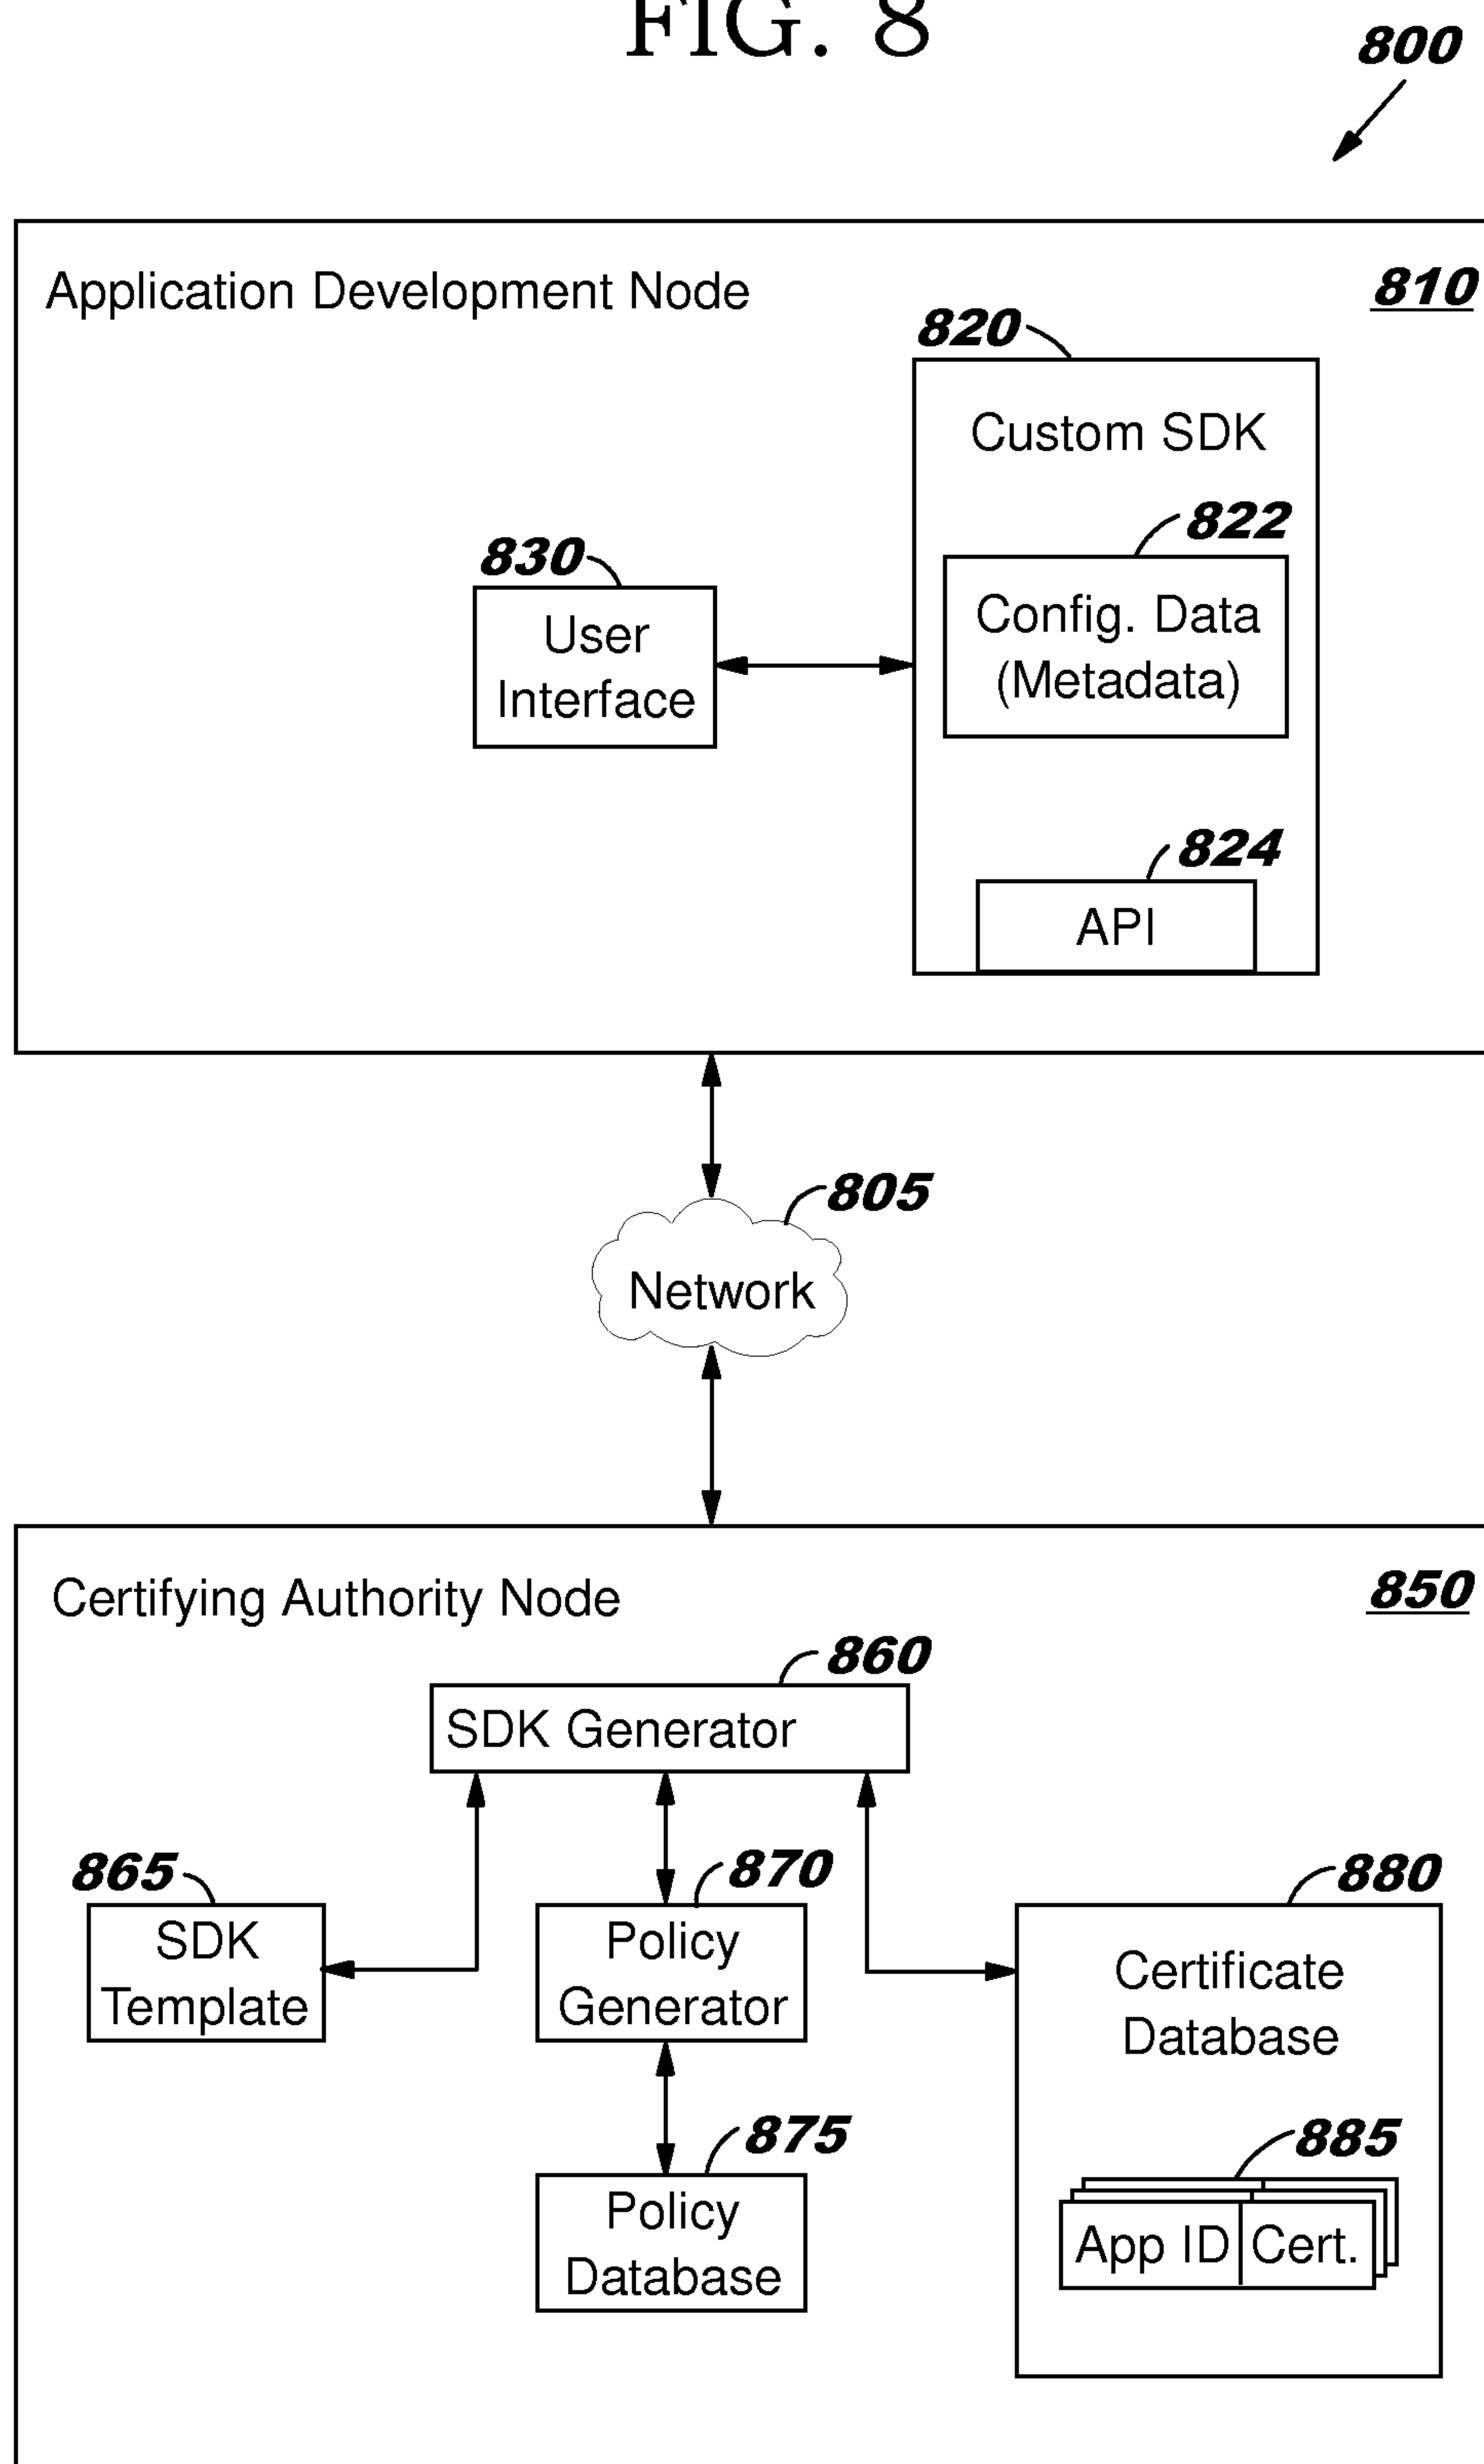 FIG. 8
800
Application Development Node
810
820
Custom SDK
822
Config. Data
(Metadata)
830
User
Interface
824
API
805
Network
Certifying Authority Node
850
860
SDK Generator
865
SDK
Template
870
Policy
Generator
880
Certificate
Database
875
Policy
Database
885
App ID
Cert.